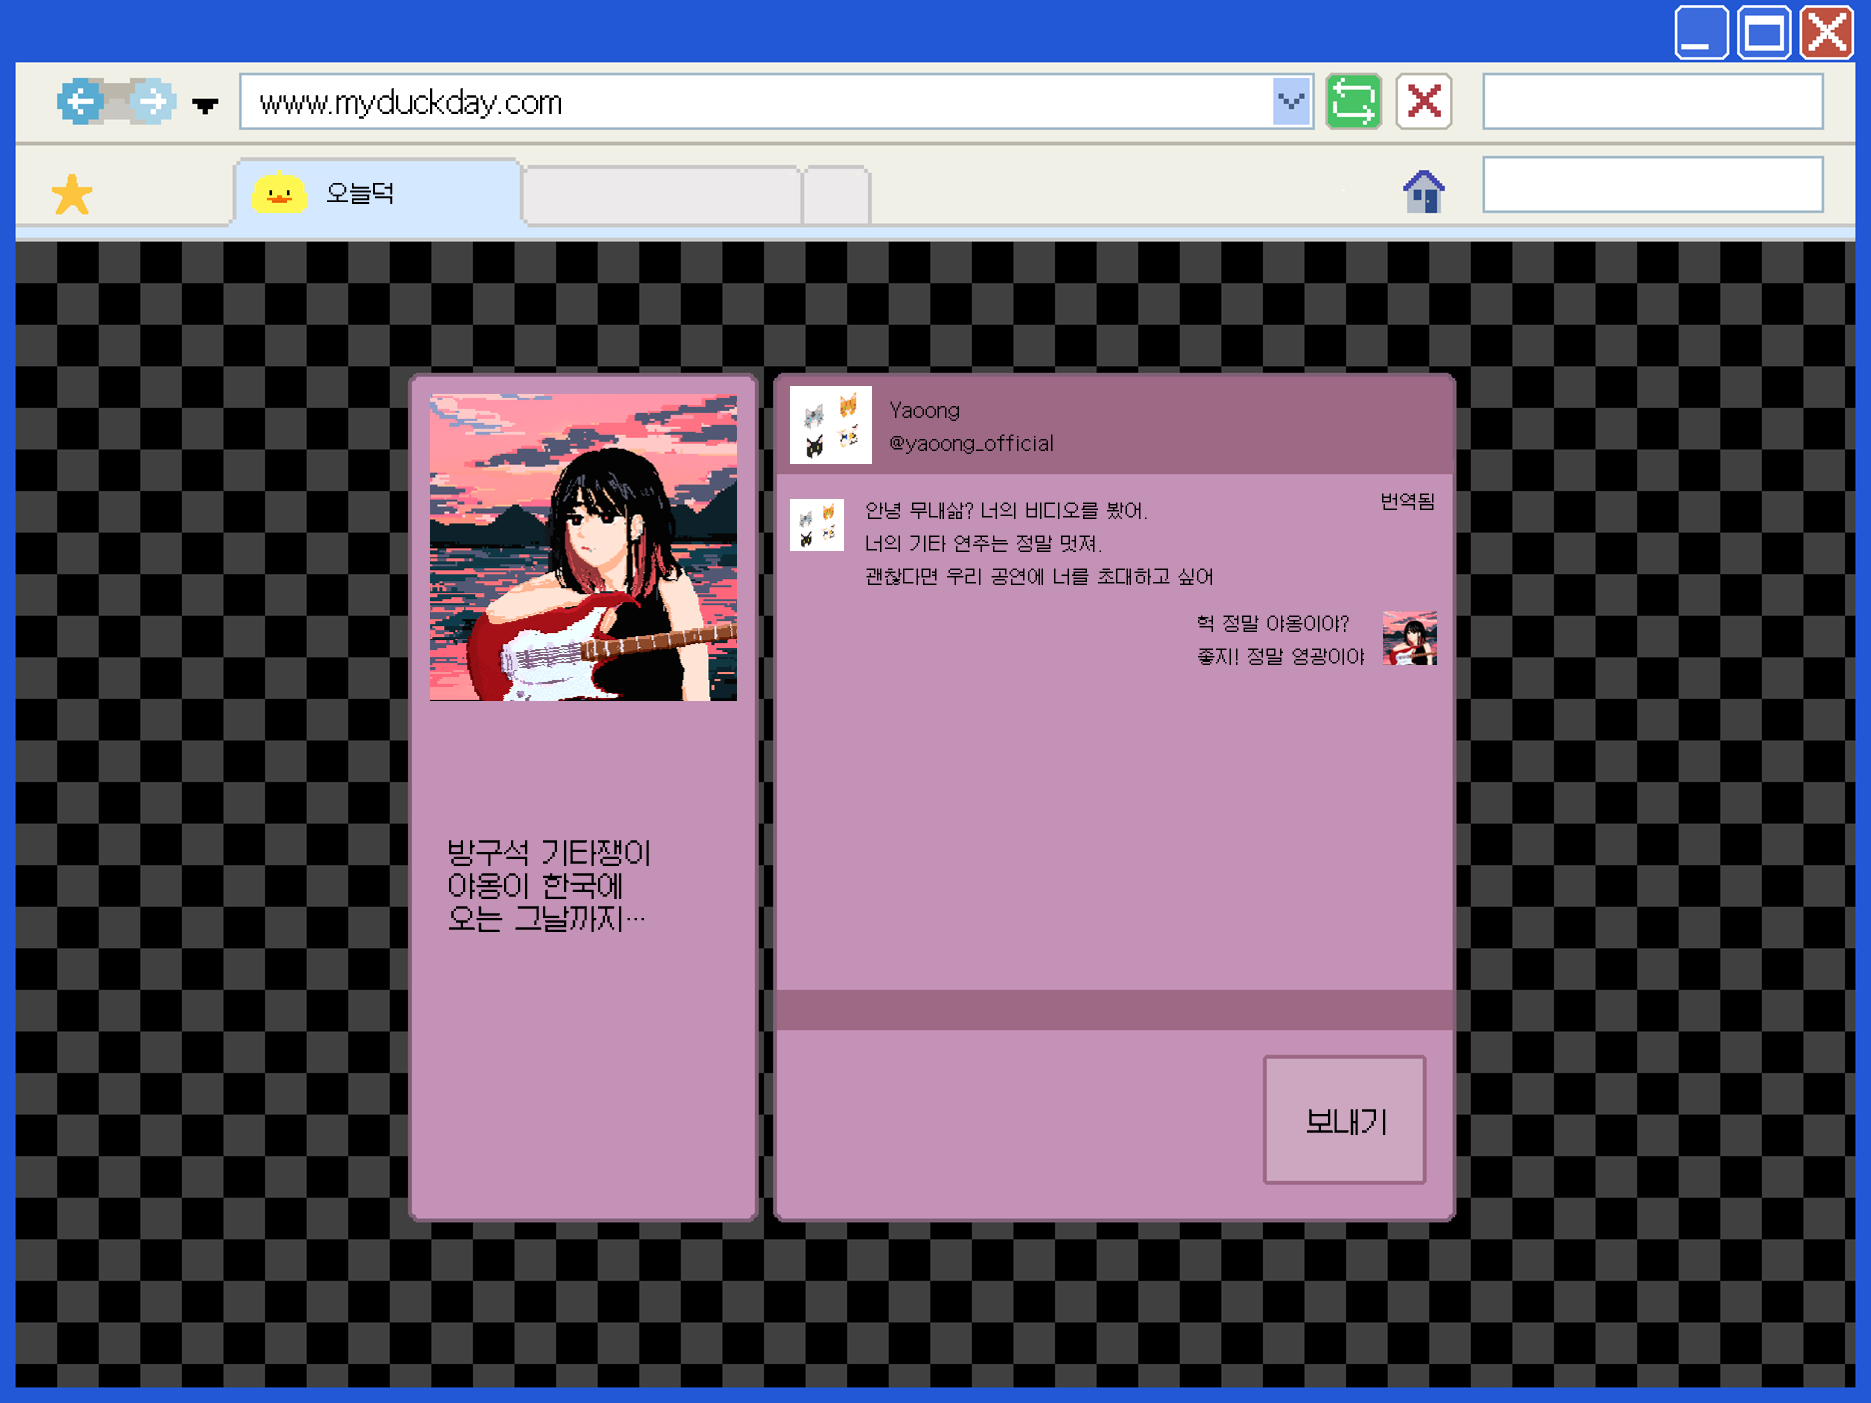 www.myduckday.com
오늘덕
Yaoong
@yaoong_official
번역됨
안녕 무내삶? 너의 비디오를 봤어.
너의 기타 연주는 정말 멋져.
괜찮다면 우리 공연에 너를 초대하고 싶어
헉 정말 야옹이야?
좋지! 정말 영광이야
방구석 기타쟁이
야옹이 한국에
오는 그날까지…
보내기